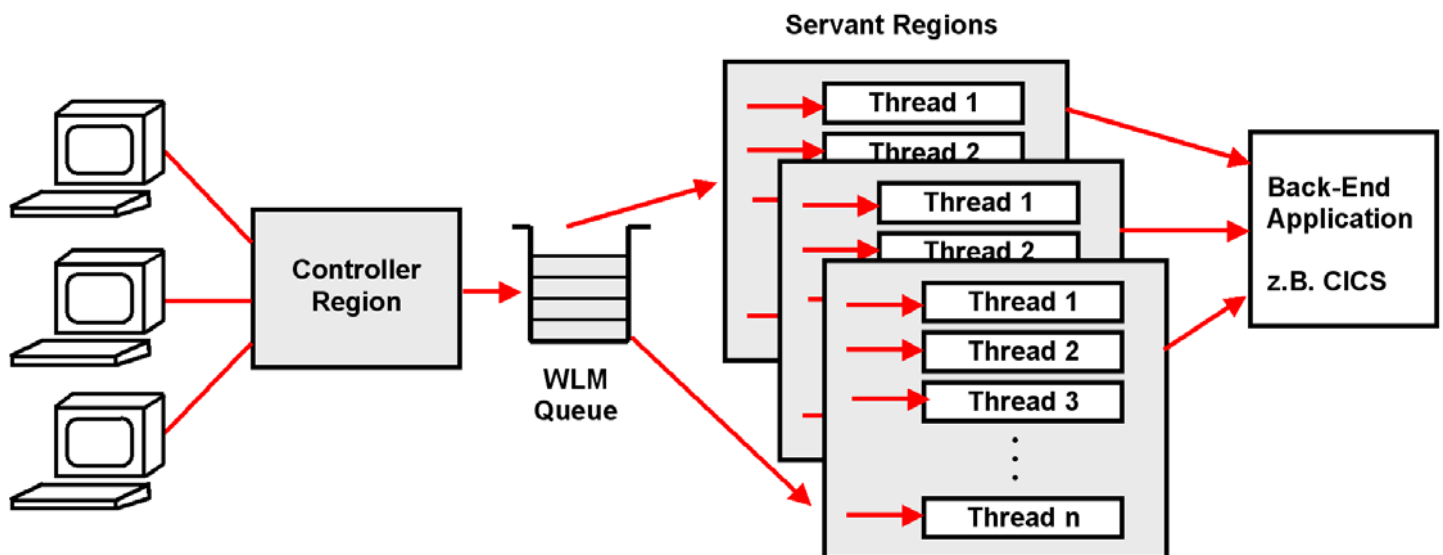 Servant Regions
Controller
Region
WLM
Queue
Thread 1
Thread 2
Thread 1
Thread 2
Thread 1
Thread 2
Thread 3
Thread n
Back-End
Application
z.B. CICS